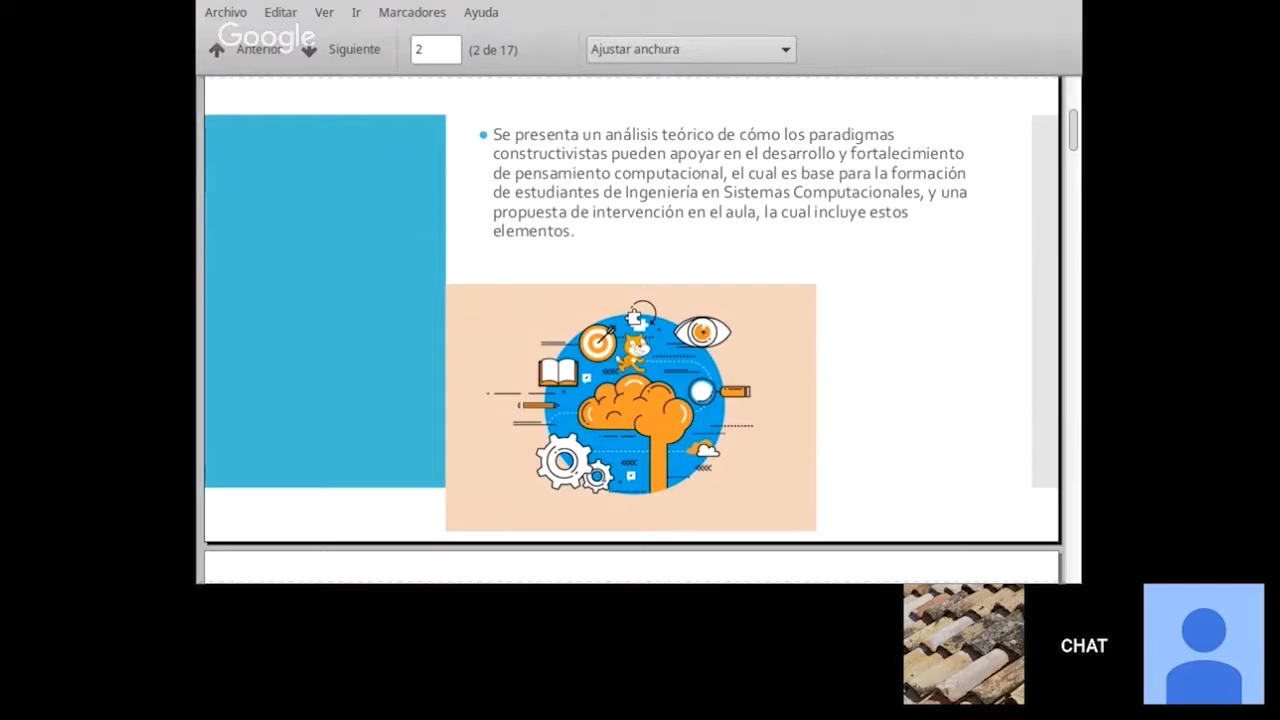 Archivo Editar Ver Ir Marcadores Ayuda
Google
Anterior Siguiente 2 (2 de 17) Ajustar anchura
Se presenta un análisis teórico de cómo los paradigmas
constructivistas pueden apoyar en el desarrollo y fortalecimiento
de pensamiento computacional, el cual es base para la formación
de estudiantes de Ingeniería en Sistemas Computacionales, y una
propuesta de intervención en el aula, la cual incluye estos
elementos.
CHAT